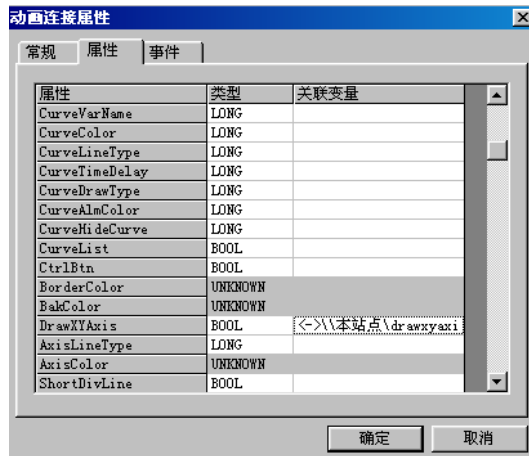 动画连接属性
常规 属性 事件
属性 类型 关联变量
CurveVarName LONG
CurveColor LONG
CurveLineType LONG
CurveTimeDelay LONG
CurveDrawType LONG
CurveAlmColor LONG
CurveHideCurve LONG
CurveList BOOL
CtrlBtn BOOL
BorderColor UNKNOWN
BakColor UNKNOWN
DrawXYAxis BOOL <->\\本站点\drawxyaxi
AxisLineType LONG
AxisColor UNKNOWN
ShortDivLine BOOL
确定 取消